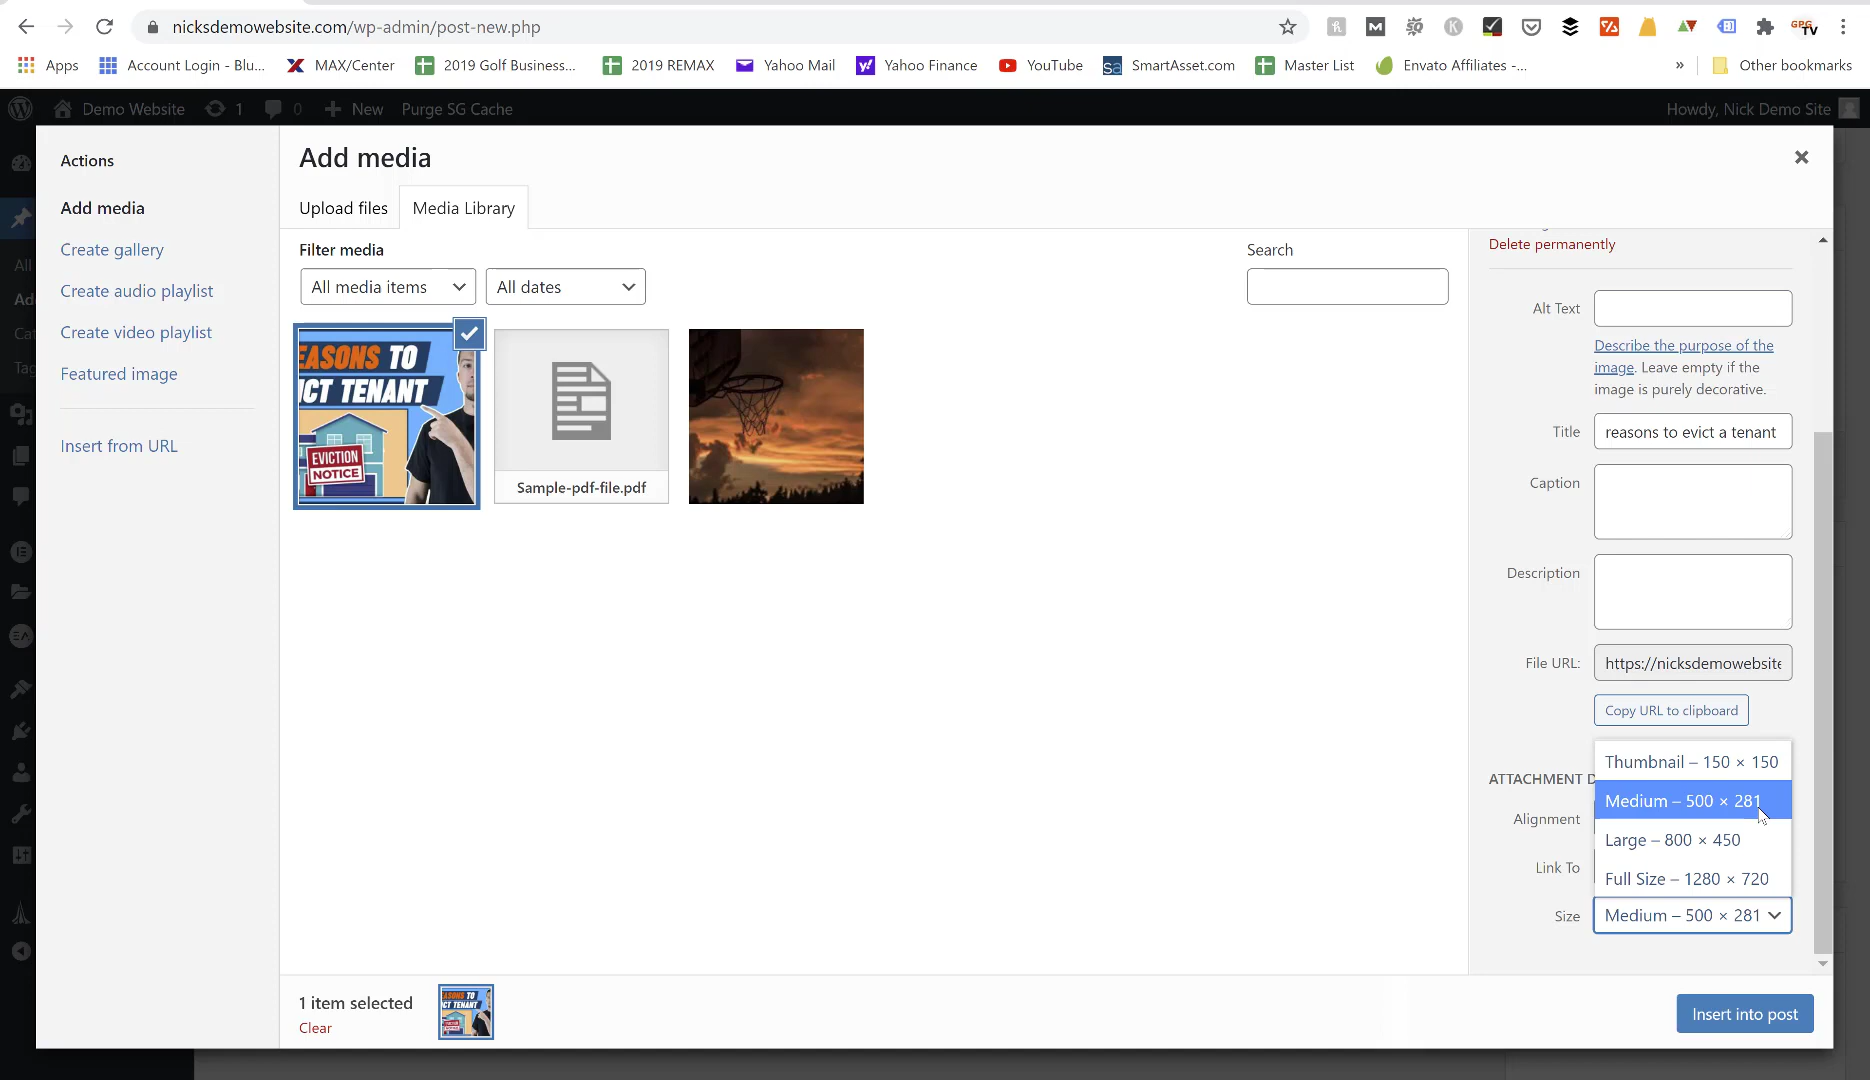 nicksdemowebsite.com/wp-admin/post-new.php
GPG TV
Apps
Account Login - Blu...
MAX/Center
2019 Golf Business...
2019 REMAX
Yahoo Mail
Yahoo Finance
YouTube
SmartAsset.com
Master List
Envato Affiliates -...
»
Other bookmarks
Demo Website
1
0
New
Purge SG Cache
Howdy, Nick Demo Site
Actions
Add media
Create gallery
Create audio playlist
Create video playlist
Featured image
Insert from URL
Add media
Upload files
Media Library
Filter media
All media items
All dates
Search
EASONS TO
ICT TENANT
EVICTION
NOTICE
Sample-pdf-file.pdf
Delete permanently
Alt Text
Describe the purpose of the
image. Leave empty if the
image is purely decorative.
Title
reasons to evict a tenant
Caption
Description
File URL:
https://nicksdemowebsite
Copy URL to clipboard
ATTACHMENT D
Thumbnail – 150 × 150
Medium – 500 × 281
Large – 800 × 450
Full Size – 1280 × 720
Alignment
Link To
Size
Medium – 500 × 281
1 item selected
Clear
EASONS TO
ICT TENANT
Insert into post